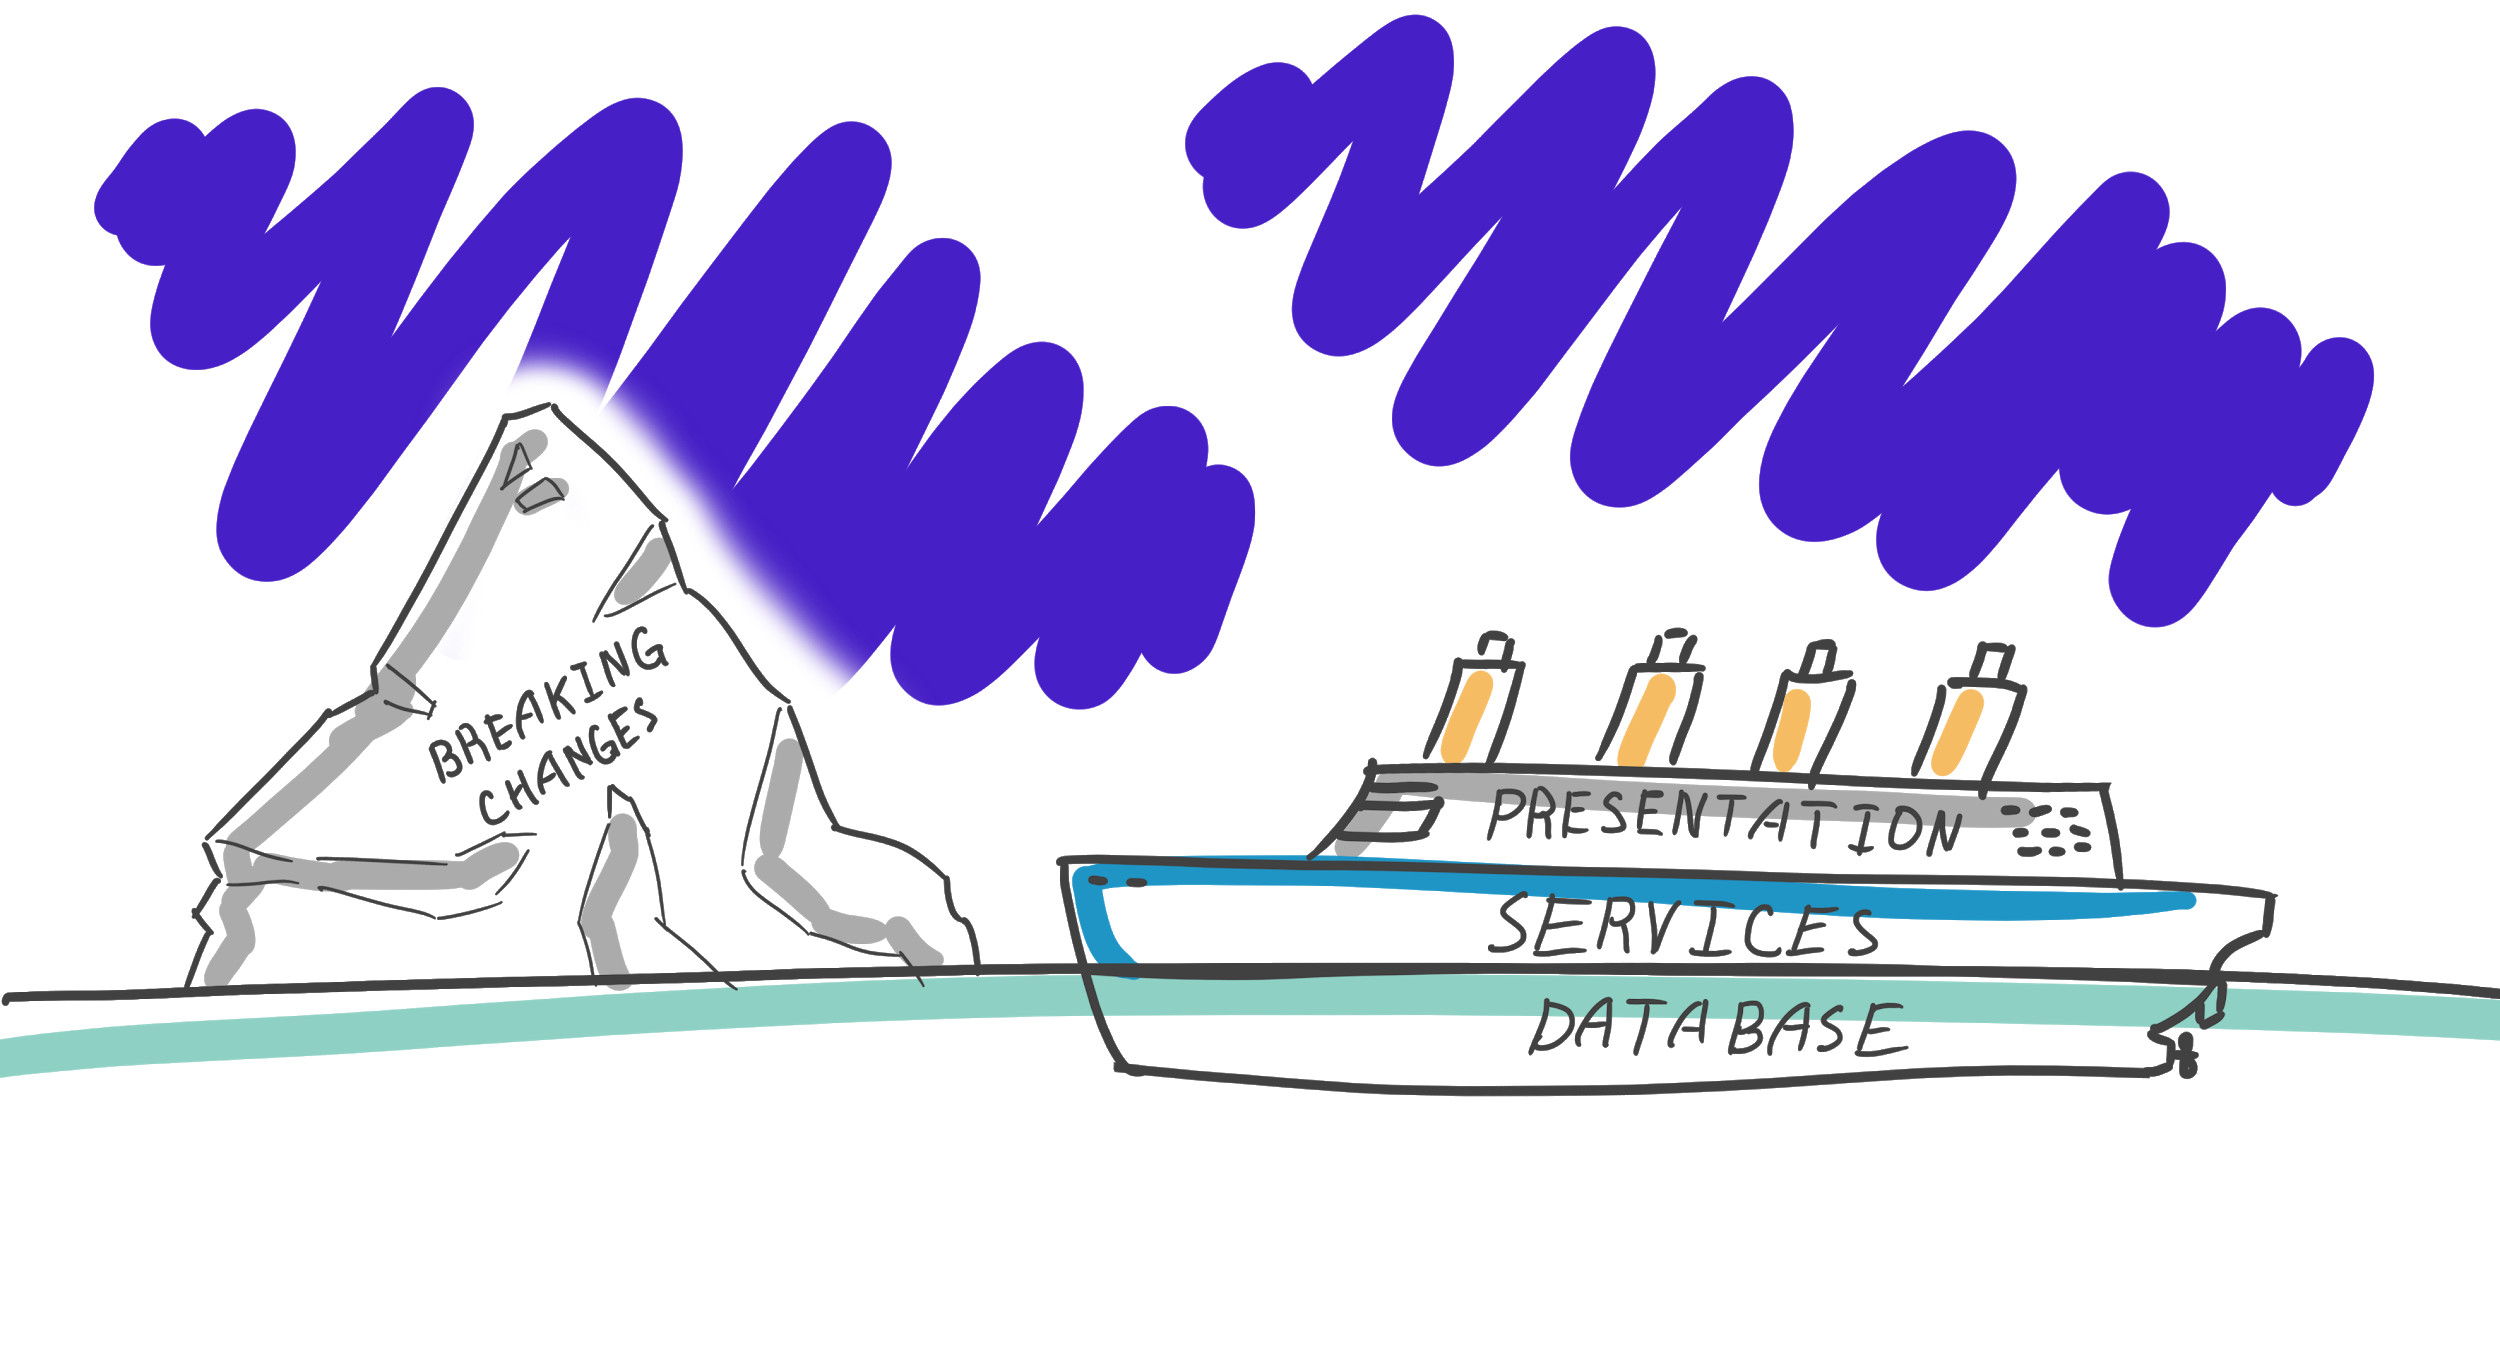 BREAKING
CHANGES
PRESENTATION
SERVICES
DATABASE